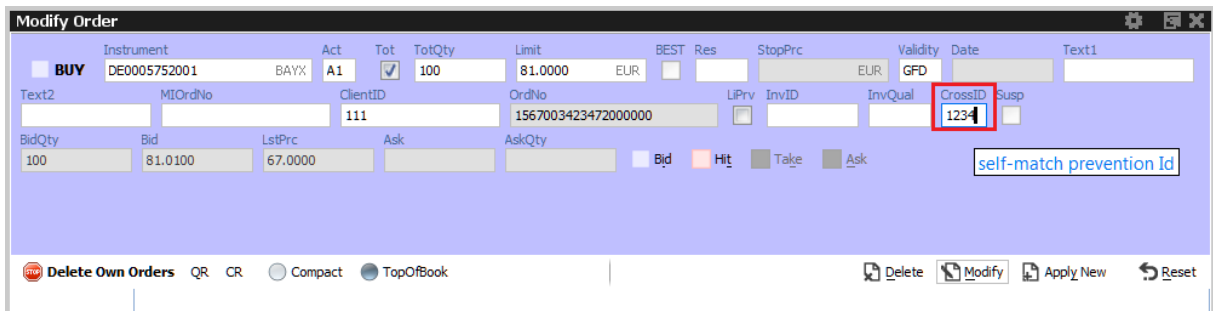 Modify Order
Instrument Act Tot TotQty Limit BEST Res StopPrc Validity Date Text1
BUY DE0005752001 BAYX A1 100 81.0000 EUR EUR GFD
Text2 MIOrdNo ClientID OrdNo LiPrv InvID InvQual CrossID Susp
111 1567003423472000000 1234
BidQty Bid LstPrc Ask AskQty
100 81.0100 67.0000 Bid Hit Take Ask
self-match prevention Id
STOP Delete Own Orders QR CR Compact TopOfBook Delete Modify Apply New Reset